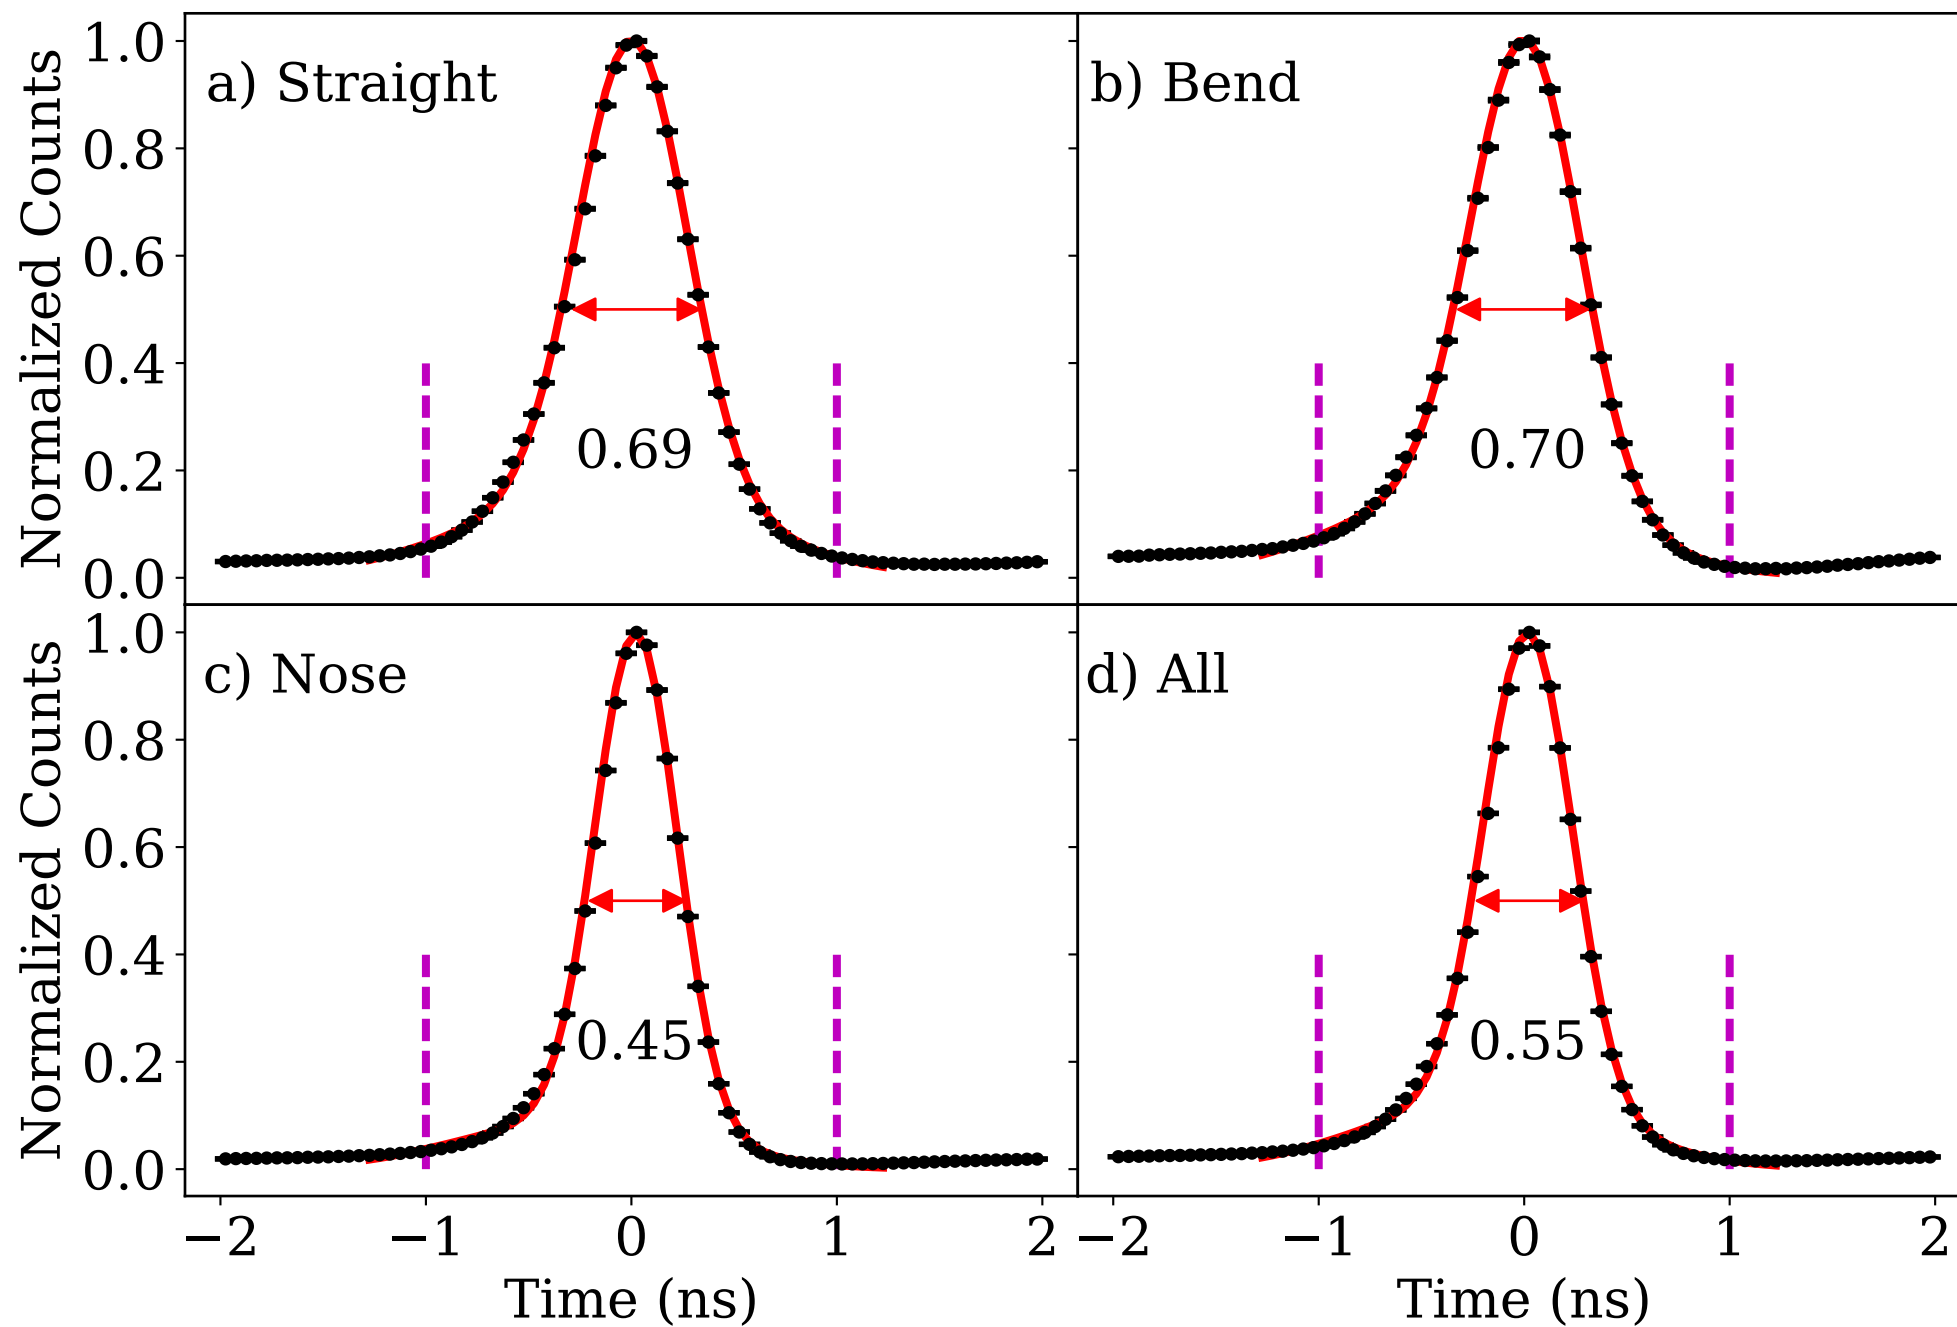 Normalized Counts
1.0
0.8
0.6
0.4
0.2
0.0
a) Straight
0.69
b) Bend
0.70
Normalized Counts
1.0
0.8
0.6
0.4
0.2
0.0
c) Nose
0.45
d) All
0.55
−2 −1 0 1 2
−2 −1 0 1 2
Time (ns)
Time (ns)